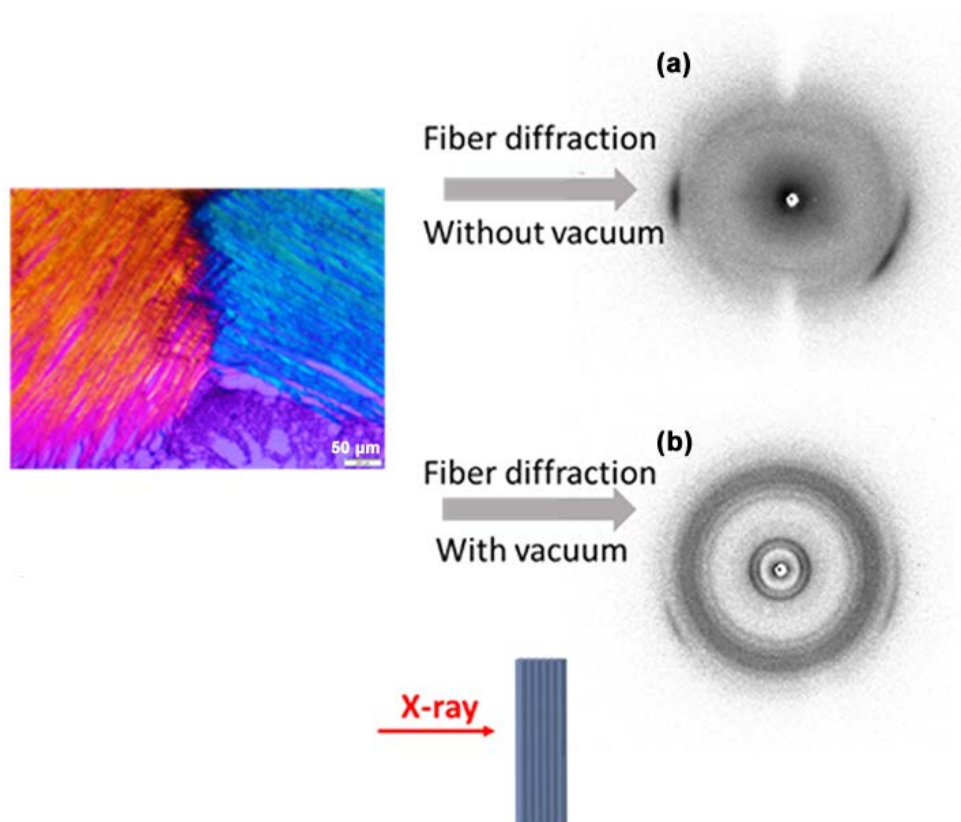 (a)
Fiber diffraction
Without vacuum
50 µm
(b)
Fiber diffraction
With vacuum
X-ray